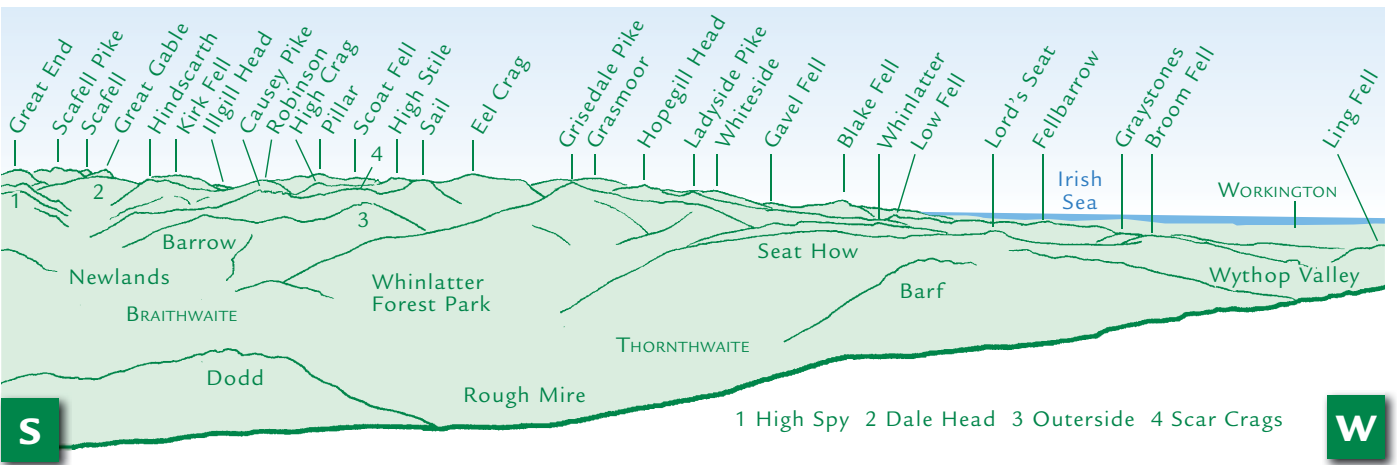 Great End
Scafell Pike
Scafell
Great Gable
Hindscarth
Kirk Fell
Illgill Head
Causey Pike
Robinson
High Crag
Pillar
Scoat Fell
High Stile
Sail
Eel Crag
Grisedale Pike
Grasmoor
Hopegill Head
Ladyside Pike
Whiteside
Gavel Fell
Blake Fell
Whinlatter
Low Fell
Lord's Seat
Fellbarrow
Graystones
Broom Fell
Ling Fell
4
Irish
Sea
WORKINGTON
1
2
3
Barrow
Seat How
Newlands
Whinlatter
Forest Park
Barf
Wythop Valley
BRAITHWAITE
THORNTHWAITE
Dodd
Rough Mire
1 High Spy 2 Dale Head 3 Outerside 4 Scar Crags
S
W